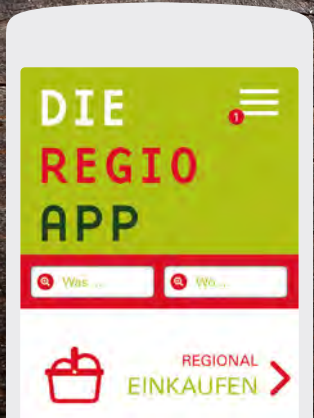 DIE
1
REGIO
APP
Was ...
Wo...
REGIONAL
EINKAUFEN